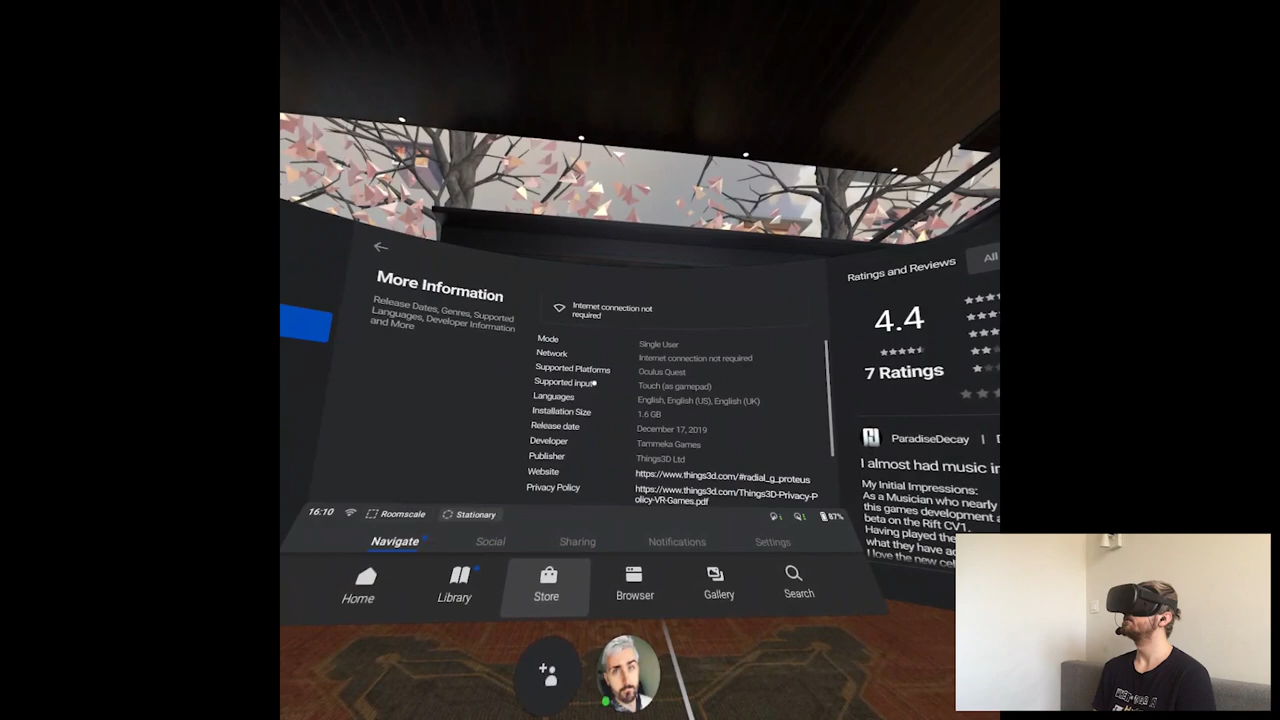 More Information
Release Dates, Genres, Supported
Languages, Developer Information
and More
Internet connection not
required
Mode Single User
Network Internet connection not required
Supported Platforms Oculus Quest
Supported input Touch (as gamepad)
Languages English, English (US), English (UK)
Installation Size 1.6 GB
Release date December 17, 2019
Developer Tammeka Games
Publisher Things3D Ltd
Website https://www.things3d.com/#radial_g_proteus
Privacy Policy https://www.things3d.com/Things3D-Privacy-P
olicy-VR-Games.pdf
Ratings and Reviews All
4.4
7 Ratings
ParadiseDecay |
I almost had music in
My Initial Impressions:
As a Musician who nearly
this games development a
beta on the Rift CV1.
Having played the
what they have ad
I love the new cel
16:10 Roomscale Stationary 87%
Navigate Social Sharing Notifications Settings
Home Library Store Browser Gallery Search